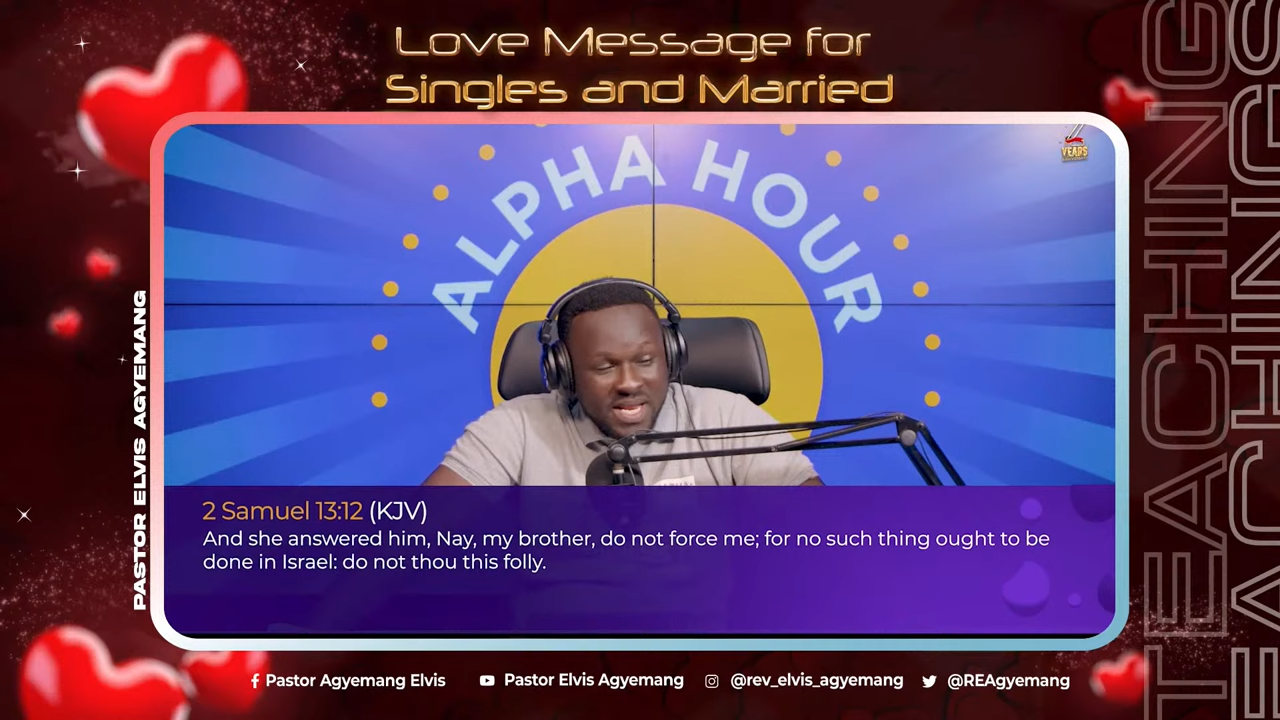 Love Message for
Singles and Married
YEARS
ALPHA HOUR
2 Samuel 13:12 (KJV)
And she answered him, Nay, my brother, do not force me; for no such thing ought to be
done in Israel: do not thou this folly.
PASTOR ELVIS AGYEMANG
Pastor Agyemang Elvis
Pastor Elvis Agyemang
@rev_elvis_agyemang
@REAgyemang
TEACHING